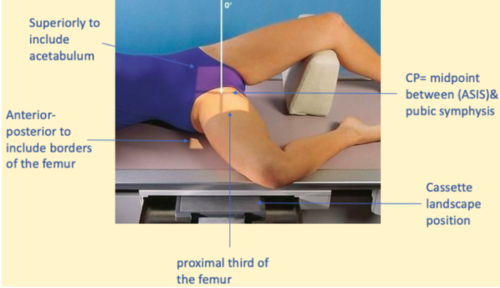 Superiorly to
include
acetabulum
0'
CP= midpoint
between (ASIS)&
pubic symphysis
Anterior-
posterior to
include borders
of the femur
Cassette
landscape
position
proximal third of
the femur